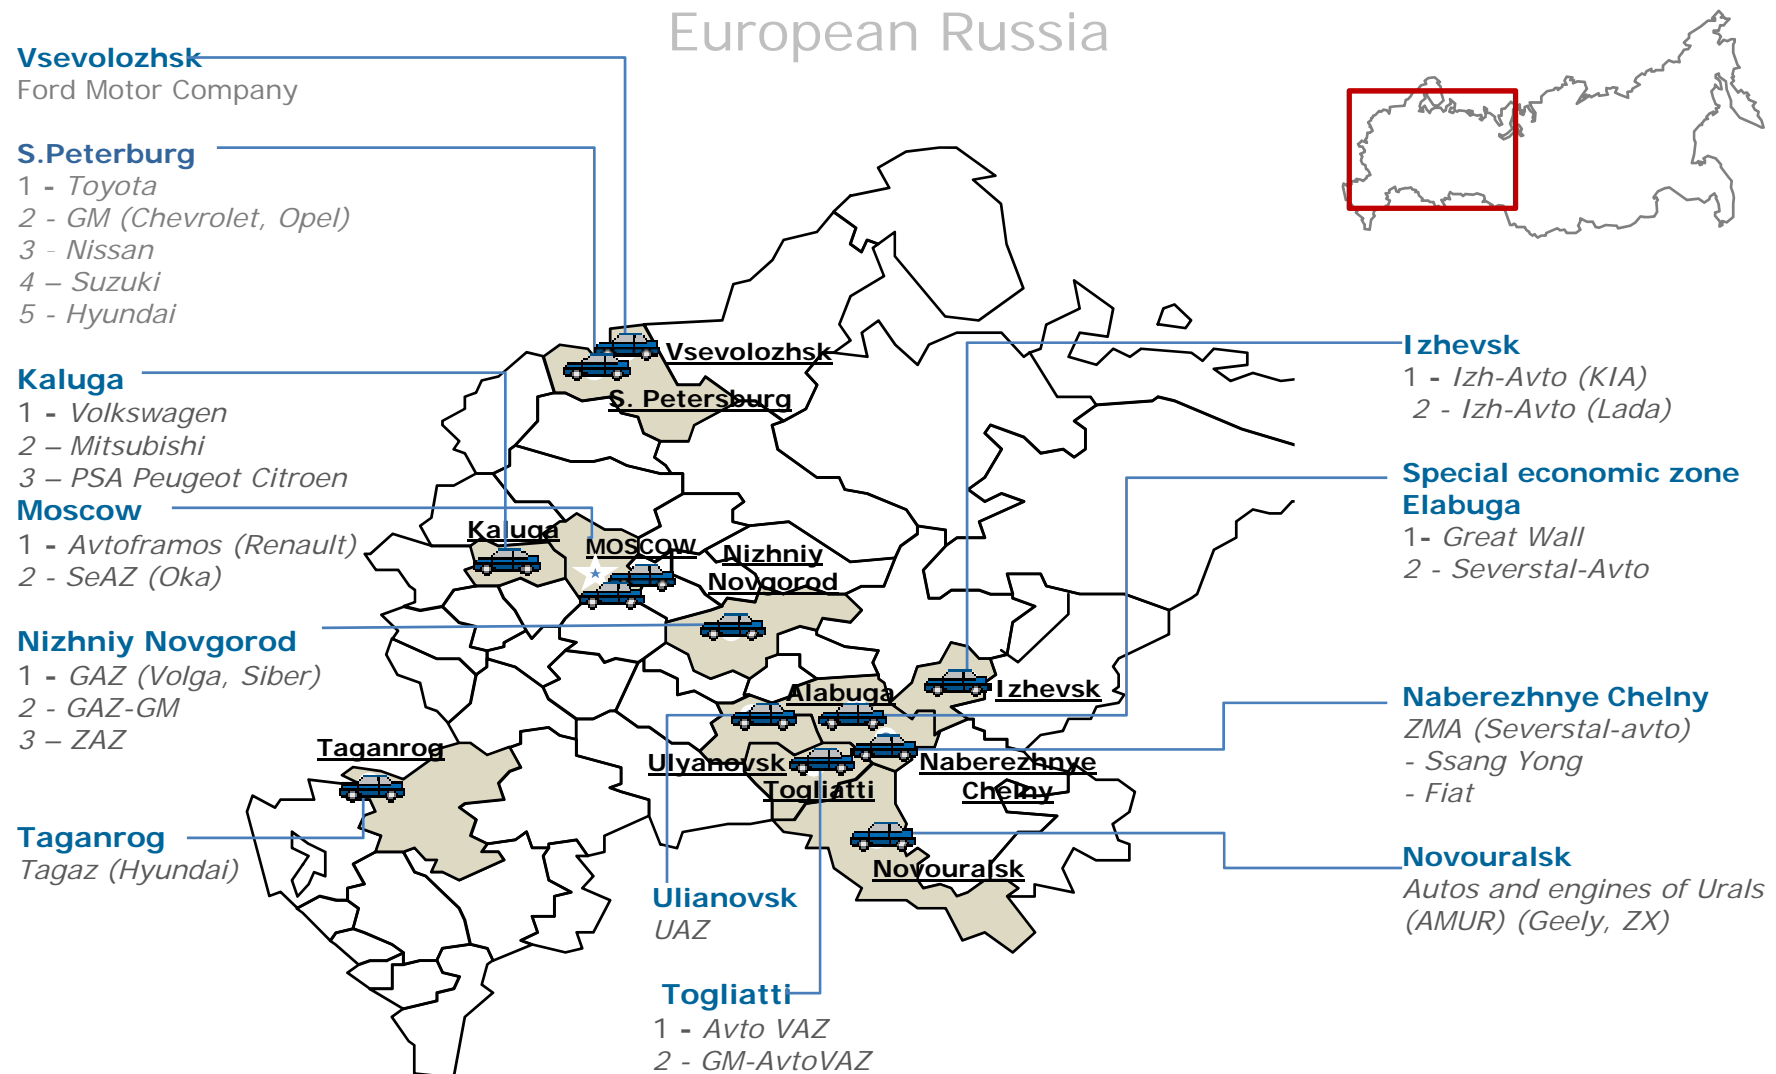 European Russia
Vsevolozhsk
Ford Motor Company
S.Peterburg
1 - Toyota
2 - GM (Chevrolet, Opel)
3 - Nissan
4 – Suzuki
5 - Hyundai
Kaluga
1 - Volkswagen
2 – Mitsubishi
3 – PSA Peugeot Citroen
Moscow
1 - Avtoframos (Renault)
2 - SeAZ (Oka)
Nizhniy Novgorod
1 - GAZ (Volga, Siber)
2 - GAZ-GM
3 – ZAZ
Taganrog
Tagaz (Hyundai)
Vsevolozhsk
S. Petersburg
Kaluga
MOSCOW
Nizhniy
Novgorod
Alabuga
Izhevsk
Taganrog
Ulyanovsk
Togliatti
Naberezhnye
Chelny
Novouralsk
Ulianovsk
UAZ
Togliatti
1 - Avto VAZ
2 - GM-AvtoVAZ
Izhevsk
1 - Izh-Avto (KIA)
2 - Izh-Avto (Lada)
Special economic zone
Elabuga
1- Great Wall
2 - Severstal-Avto
Naberezhnye Chelny
ZMA (Severstal-avto)
- Ssang Yong
- Fiat
Novouralsk
Autos and engines of Urals
(AMUR) (Geely, ZX)